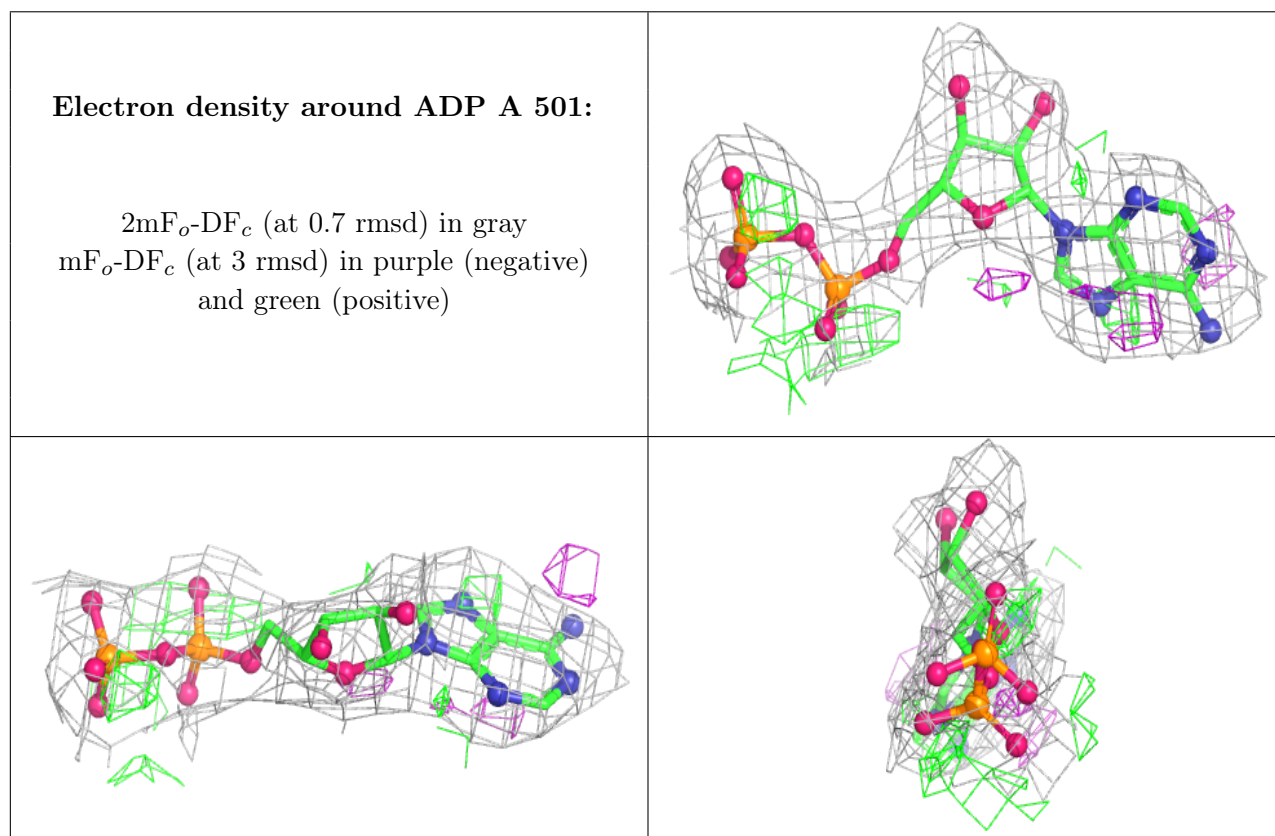 Electron density around ADP A 501:
2mFo-DFc (at 0.7 rmsd) in gray
mFo-DFc (at 3 rmsd) in purple (negative)
and green (positive)